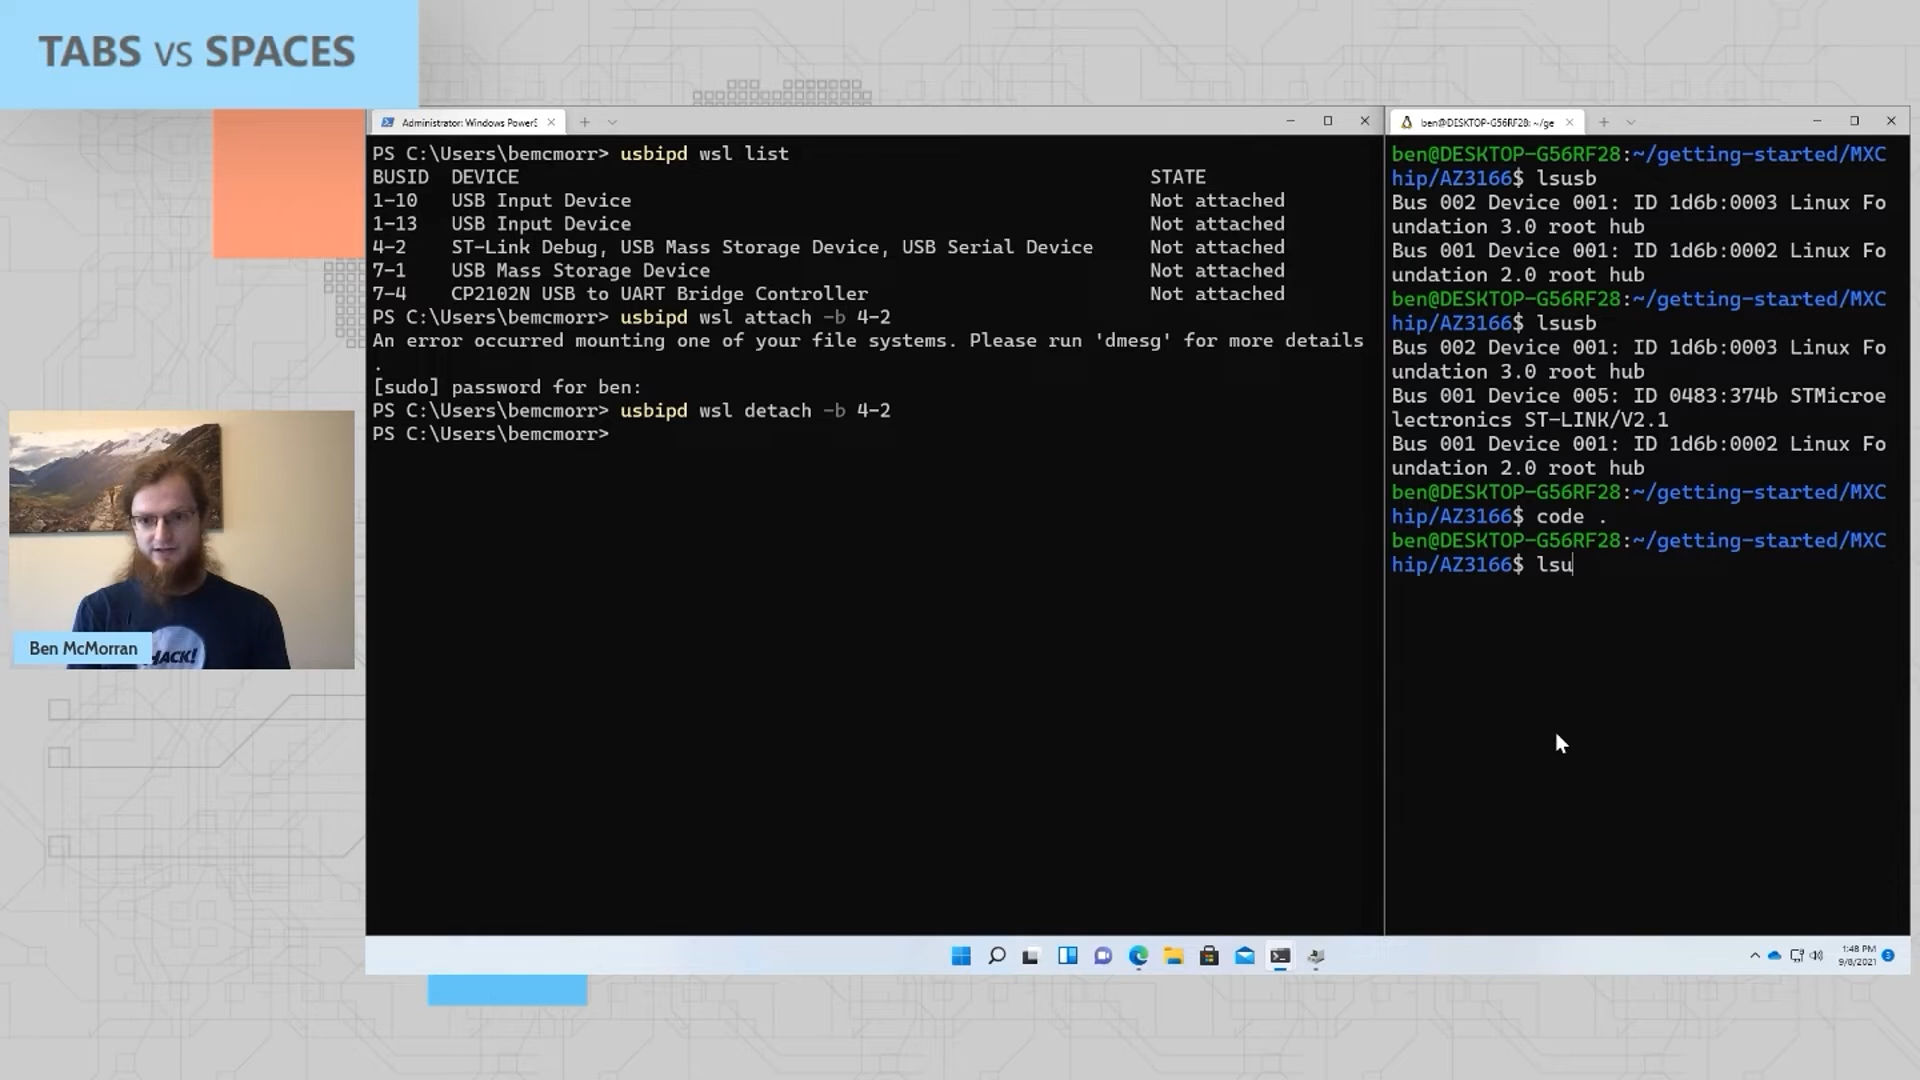 TABS VS SPACES
Administrator: Windows PowerS
PS C:\Users\bemcmorr> usbipd wsl list
BUSID DEVICE STATE
1-10 USB Input Device Not attached
1-13 USB Input Device Not attached
4-2 ST-Link Debug, USB Mass Storage Device, USB Serial Device Not attached
7-1 USB Mass Storage Device Not attached
7-4 CP2102N USB to UART Bridge Controller Not attached
PS C:\Users\bemcmorr> usbipd wsl attach -b 4-2
An error occurred mounting one of your file systems. Please run 'dmesg' for more details
.
[sudo] password for ben:
PS C:\Users\bemcmorr> usbipd wsl detach -b 4-2
PS C:\Users\bemcmorr>
ben@DESKTOP-G56RF28: ~/ge
ben@DESKTOP-G56RF28:~/getting-started/MXC
hip/AZ3166$ lsusb
Bus 002 Device 001: ID 1d6b:0003 Linux Fo
undation 3.0 root hub
Bus 001 Device 001: ID 1d6b:0002 Linux Fo
undation 2.0 root hub
ben@DESKTOP-G56RF28:~/getting-started/MXC
hip/AZ3166$ lsusb
Bus 002 Device 001: ID 1d6b:0003 Linux Fo
undation 3.0 root hub
Bus 001 Device 005: ID 0483:374b STMicroe
lectronics ST-LINK/V2.1
Bus 001 Device 001: ID 1d6b:0002 Linux Fo
undation 2.0 root hub
ben@DESKTOP-G56RF28:~/getting-started/MXC
hip/AZ3166$ code .
ben@DESKTOP-G56RF28:~/getting-started/MXC
hip/AZ3166$ lsu
Ben McMorran
HACK!
1:48 PM
9/8/2021